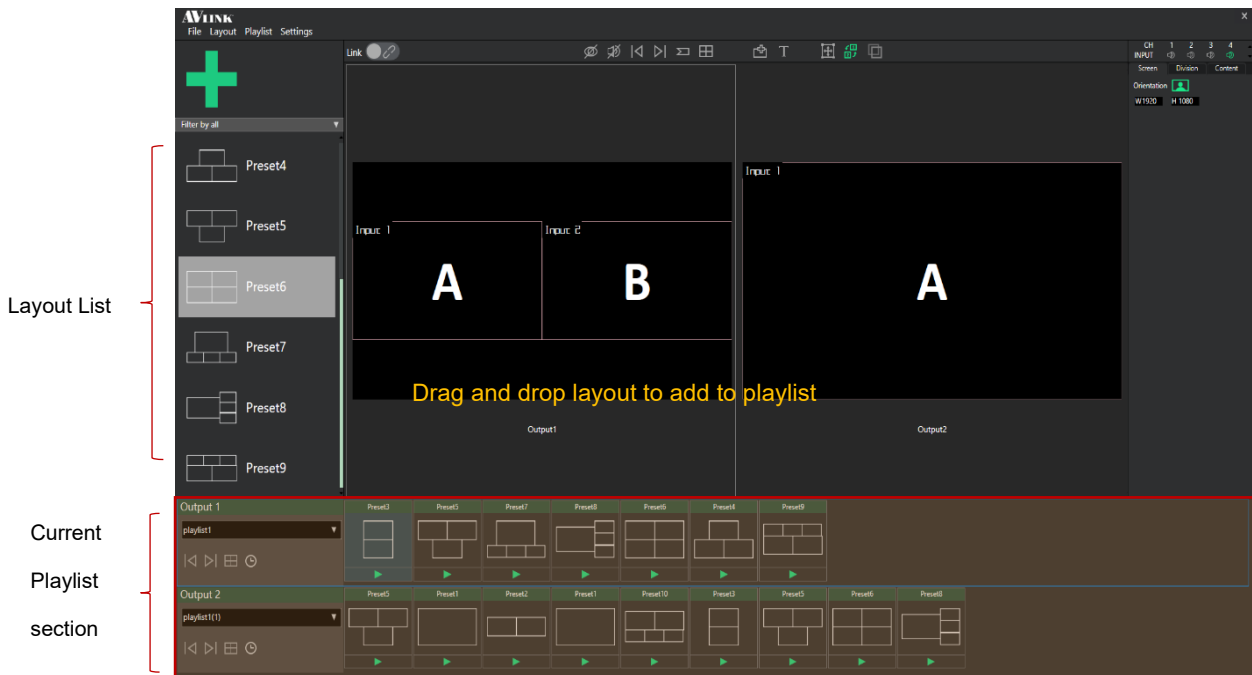 AVLINK
x
File Layout Playlist Settings
Link
T
CH 1 2 3 4
INPUT
Screen Division Content
Orientation
W1920 H 1080
Filter by all
Layout List
Preset4
Preset5
Preset6
Preset7
Preset8
Preset9
Input 1
Input 2
A
B
Output1
Input 1
A
Output2
Drag and drop layout to add to playlist
Current
Playlist
section
Output 1
playlist1
Preset3 Preset5 Preset7 Preset8 Preset6 Preset4 Preset9
Output 2
playlist1(1)
Preset5 Preset1 Preset2 Preset1 Preset10 Preset3 Preset5 Preset6 Preset8